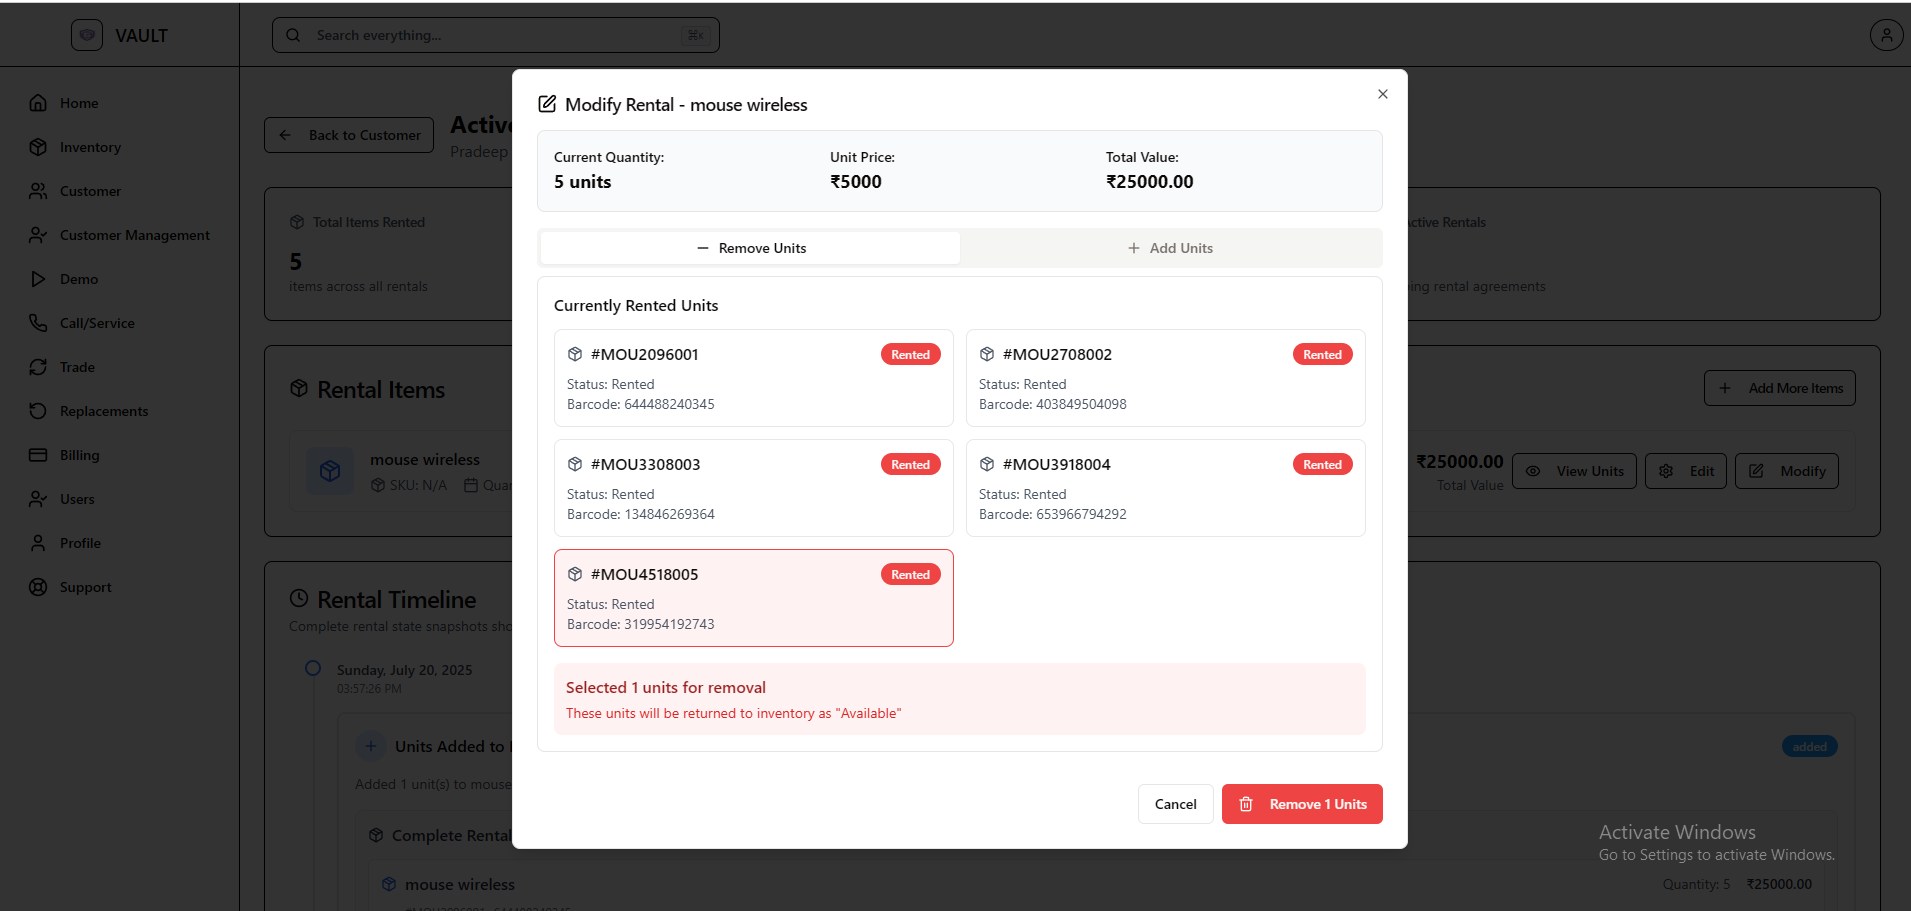 VAULT
Search everything...
⌘K
Home
Inventory
Customer
Customer Management
Demo
Call/Service
Trade
Replacements
Billing
Users
Profile
Support
Back to Customer
Pradeep
Total Items Rented
5
items across all rentals
Active Rentals
rental agreements
Rental Items
Add More Items
mouse wireless
SKU: N/A
₹25000.00
Total Value
View Units
Edit
Modify
Rental Timeline
Complete rental state snapshots
Sunday, July 20, 2025
03:57:26 PM
Units Added to
added
Added 1 unit(s) to mouse
Complete Rental
mouse wireless
Quantity: 5 ₹25000.00
Modify Rental - mouse wireless
Current Quantity:
5 units
Unit Price:
₹5000
Total Value:
₹25000.00
Remove Units
Add Units
Currently Rented Units
#MOU2096001 Rented
Status: Rented
Barcode: 644488240345
#MOU2708002 Rented
Status: Rented
Barcode: 403849504098
#MOU3308003 Rented
Status: Rented
Barcode: 134846269364
#MOU3918004 Rented
Status: Rented
Barcode: 653966794292
#MOU4518005 Rented
Status: Rented
Barcode: 319954192743
Selected 1 units for removal
These units will be returned to inventory as "Available"
Cancel
Remove 1 Units
Activate Windows
Go to Settings to activate Windows.